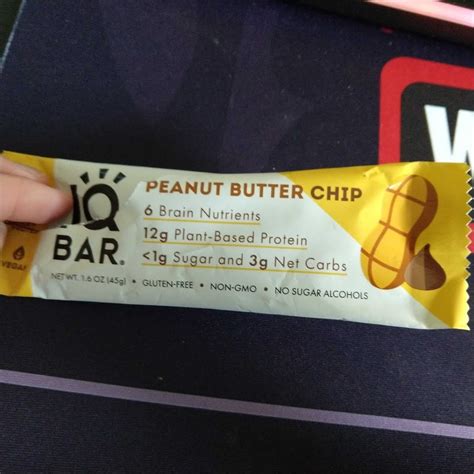 IQ
BAR®
PEANUT BUTTER CHIP
6 Brain Nutrients
12g Plant-Based Protein
<1g Sugar and 3g Net Carbs
VEGAN
NET WT. 1.6 OZ (45g) • GLUTEN-FREE • NON-GMO • NO SUGAR ALCOHOLS
W